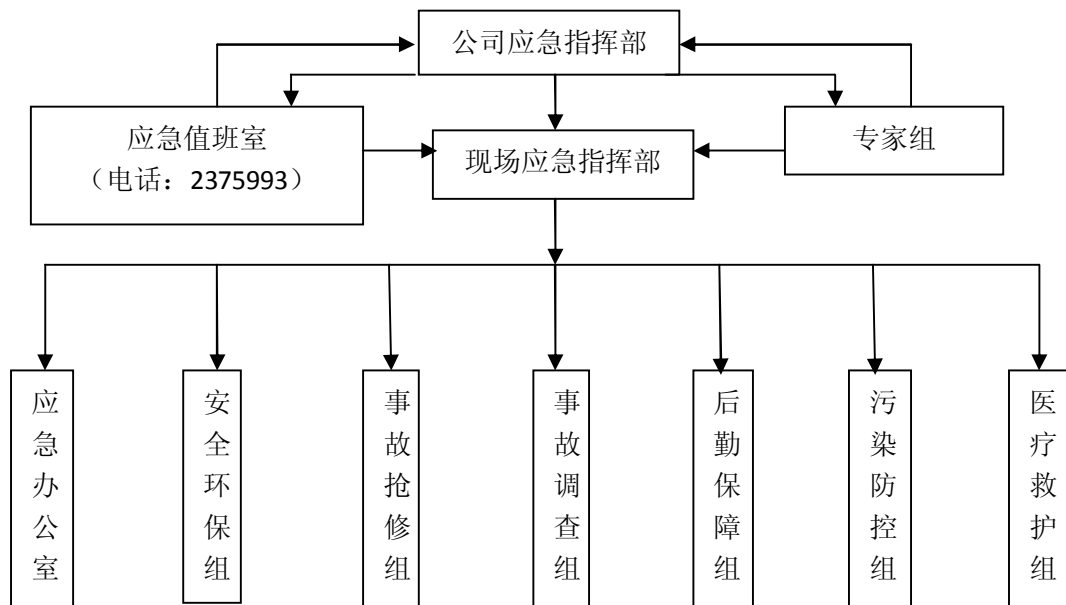 公司应急指挥部
应急值班室
（电话：2375993）
现场应急指挥部
专家组
应急办公室
安全环保组
事故抢修组
事故调查组
后勤保障组
污染防控组
医疗救护组